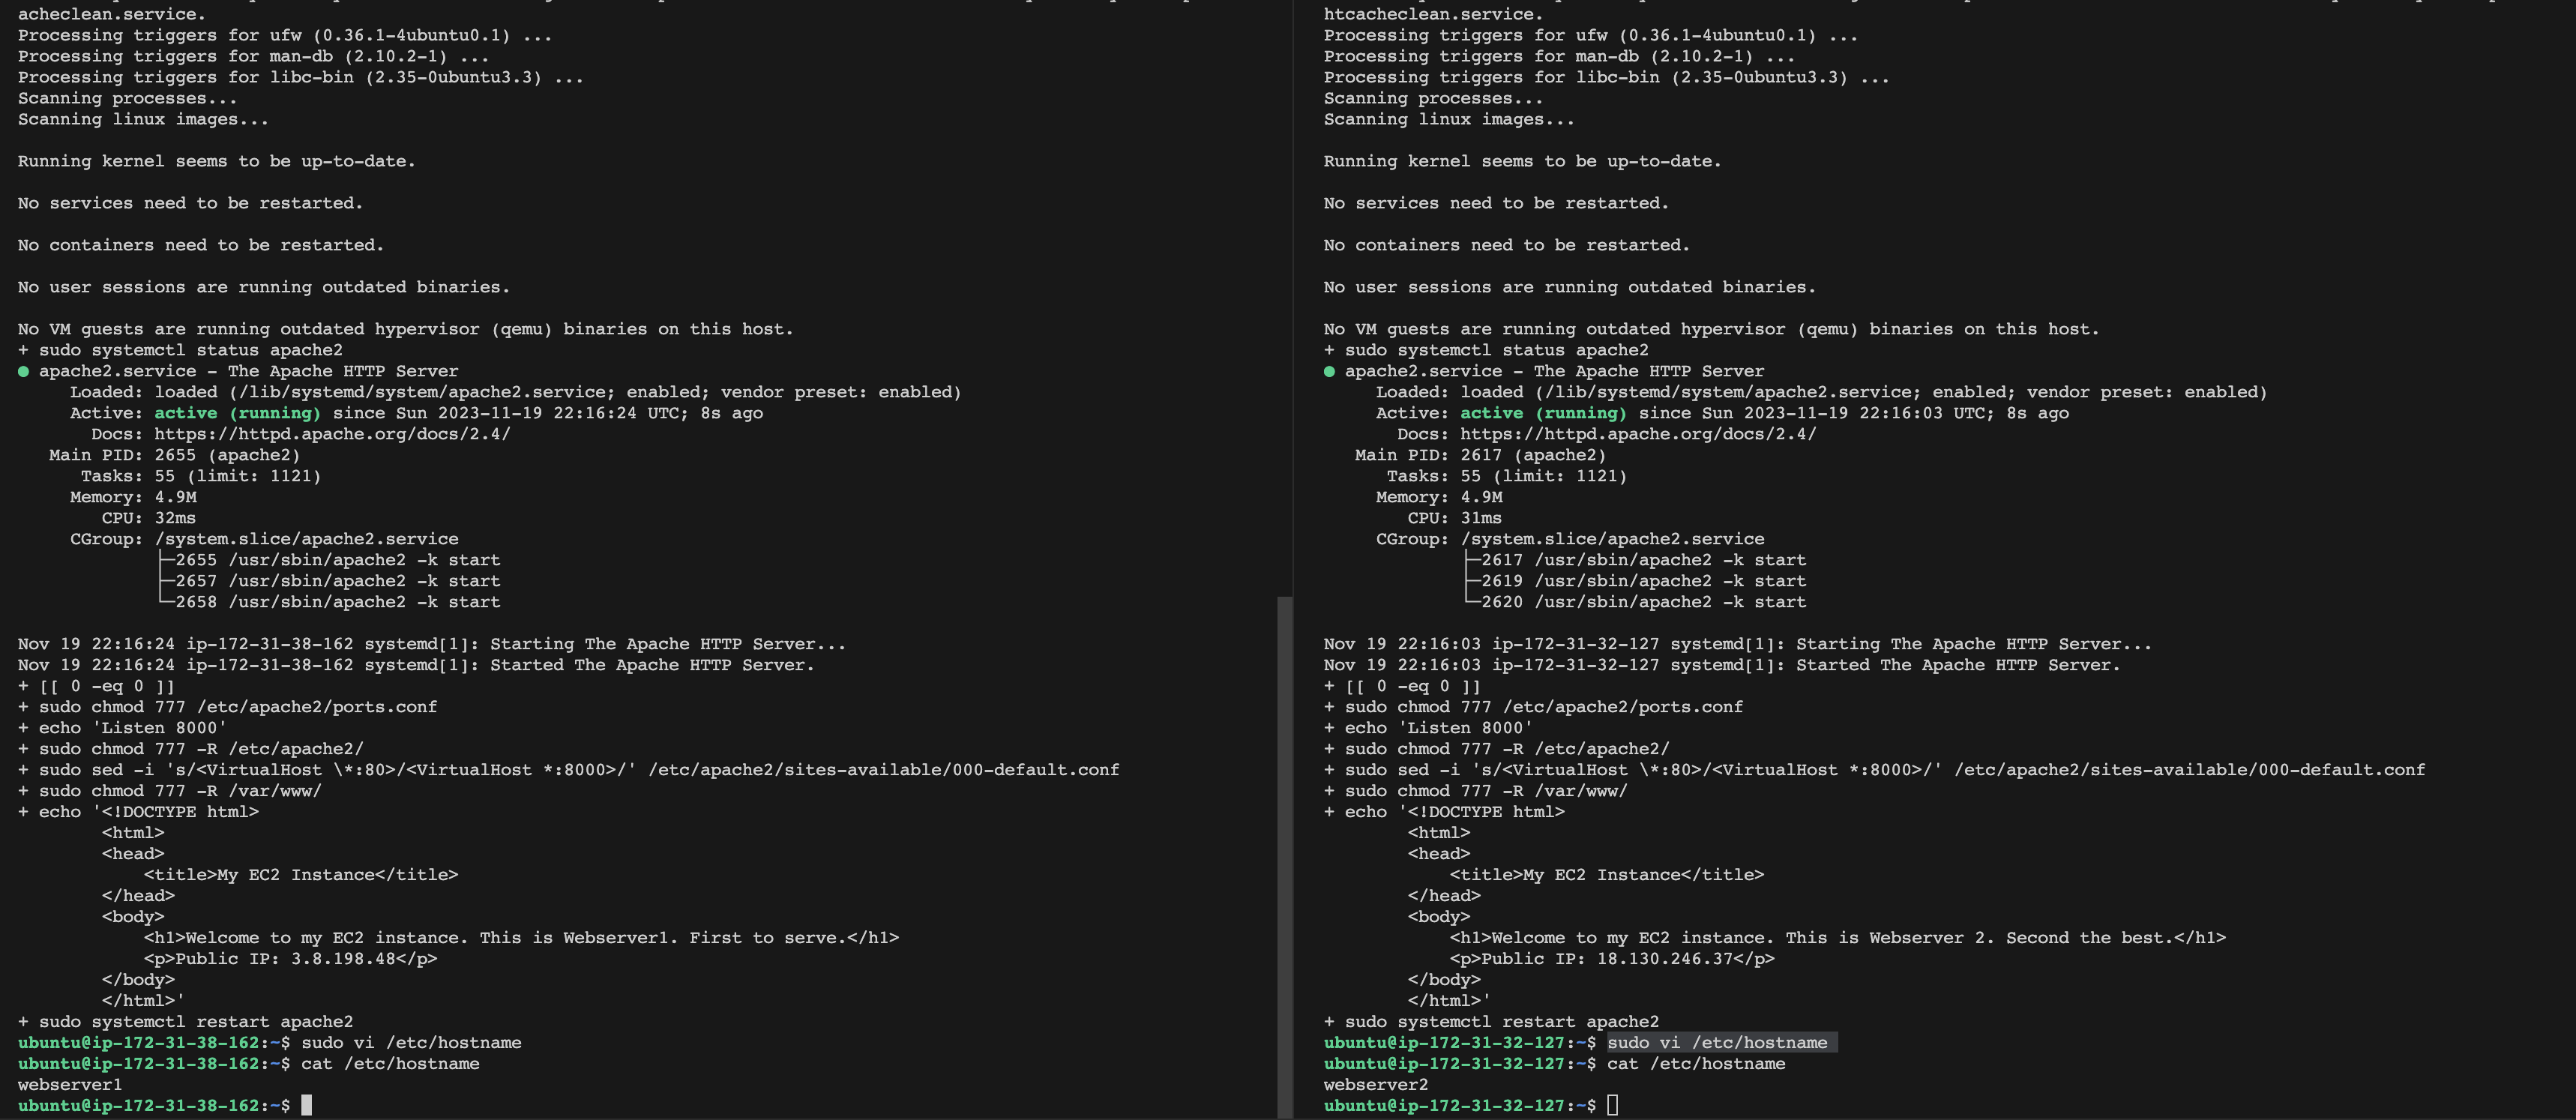 acheclean.service.
Processing triggers for ufw (0.36.1-4ubuntu0.1) ...
Processing triggers for man-db (2.10.2-1) ...
Processing triggers for libc-bin (2.35-0ubuntu3.3) ...
Scanning processes...
Scanning linux images...
Running kernel seems to be up-to-date.
No services need to be restarted.
No containers need to be restarted.
No user sessions are running outdated binaries.
No VM guests are running outdated hypervisor (qemu) binaries on this host.
+ sudo systemctl status apache2
● apache2.service - The Apache HTTP Server
     Loaded: loaded (/lib/systemd/system/apache2.service; enabled; vendor preset: enabled)
     Active: active (running) since Sun 2023-11-19 22:16:24 UTC; 8s ago
       Docs: https://httpd.apache.org/docs/2.4/
   Main PID: 2655 (apache2)
      Tasks: 55 (limit: 1121)
     Memory: 4.9M
        CPU: 32ms
     CGroup: /system.slice/apache2.service
             ├─2655 /usr/sbin/apache2 -k start
             ├─2657 /usr/sbin/apache2 -k start
             └─2658 /usr/sbin/apache2 -k start
Nov 19 22:16:24 ip-172-31-38-162 systemd[1]: Starting The Apache HTTP Server...
Nov 19 22:16:24 ip-172-31-38-162 systemd[1]: Started The Apache HTTP Server.
+ [[ 0 -eq 0 ]]
+ sudo chmod 777 /etc/apache2/ports.conf
+ echo 'Listen 8000'
+ sudo chmod 777 -R /etc/apache2/
+ sudo sed -i 's/<VirtualHost \*:80>/<VirtualHost *:8000>/' /etc/apache2/sites-available/000-default.conf
+ sudo chmod 777 -R /var/www/
+ echo '<!DOCTYPE html>
        <html>
        <head>
            <title>My EC2 Instance</title>
        </head>
        <body>
            <h1>Welcome to my EC2 instance. This is Webserver1. First to serve.</h1>
            <p>Public IP: 3.8.198.48</p>
        </body>
        </html>'
+ sudo systemctl restart apache2
ubuntu@ip-172-31-38-162:~$ sudo vi /etc/hostname
ubuntu@ip-172-31-38-162:~$ cat /etc/hostname
webserver1
ubuntu@ip-172-31-38-162:~$
htcacheclean.service.
Processing triggers for ufw (0.36.1-4ubuntu0.1) ...
Processing triggers for man-db (2.10.2-1) ...
Processing triggers for libc-bin (2.35-0ubuntu3.3) ...
Scanning processes...
Scanning linux images...
Running kernel seems to be up-to-date.
No services need to be restarted.
No containers need to be restarted.
No user sessions are running outdated binaries.
No VM guests are running outdated hypervisor (qemu) binaries on this host.
+ sudo systemctl status apache2
● apache2.service - The Apache HTTP Server
     Loaded: loaded (/lib/systemd/system/apache2.service; enabled; vendor preset: enabled)
     Active: active (running) since Sun 2023-11-19 22:16:03 UTC; 8s ago
       Docs: https://httpd.apache.org/docs/2.4/
   Main PID: 2617 (apache2)
      Tasks: 55 (limit: 1121)
     Memory: 4.9M
        CPU: 31ms
     CGroup: /system.slice/apache2.service
             ├─2617 /usr/sbin/apache2 -k start
             ├─2619 /usr/sbin/apache2 -k start
             └─2620 /usr/sbin/apache2 -k start
Nov 19 22:16:03 ip-172-31-32-127 systemd[1]: Starting The Apache HTTP Server...
Nov 19 22:16:03 ip-172-31-32-127 systemd[1]: Started The Apache HTTP Server.
+ [[ 0 -eq 0 ]]
+ sudo chmod 777 /etc/apache2/ports.conf
+ echo 'Listen 8000'
+ sudo chmod 777 -R /etc/apache2/
+ sudo sed -i 's/<VirtualHost \*:80>/<VirtualHost *:8000>/' /etc/apache2/sites-available/000-default.conf
+ sudo chmod 777 -R /var/www/
+ echo '<!DOCTYPE html>
        <html>
        <head>
            <title>My EC2 Instance</title>
        </head>
        <body>
            <h1>Welcome to my EC2 instance. This is Webserver 2. Second the best.</h1>
            <p>Public IP: 18.130.246.37</p>
        </body>
        </html>'
+ sudo systemctl restart apache2
ubuntu@ip-172-31-32-127:~$ sudo vi /etc/hostname
ubuntu@ip-172-31-32-127:~$ cat /etc/hostname
webserver2
ubuntu@ip-172-31-32-127:~$